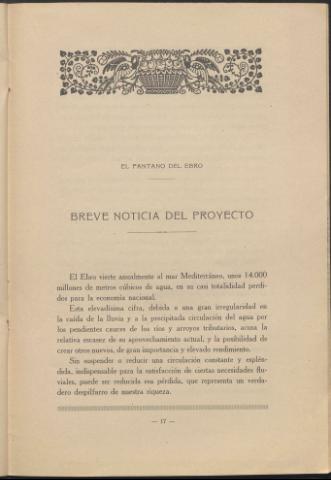 EL PANTANO DEL EBRO
BREVE NOTICIA DEL PROYECTO
El Ebro vierte anualmente al mar Mediterráneo, unos 14.000
millones de metros cúbicos de agua, en su casi totalididad perdi-
dos para la economía nacional.
Esta elevadísima cifra, debida a una gran irregularidad en
la caída de la lluvia y a la precipitada circulación del agua por
los pendientes cauces de los ríos y arroyos tributarios, acusa la
relativa escasez de su aprovechamiento actual, y la posibilidad de
crear otros nuevos, de gran importancia y elevado rendimiento.
Sin suspender o reducir una circulación constante y esplén-
dida, indispensable para la satisfacción de ciertas necesidades flu-
viales, puede ser reducida esa pérdida, que representa un verda-
dero despilfarro de nuestra riqueza.
— 17 —